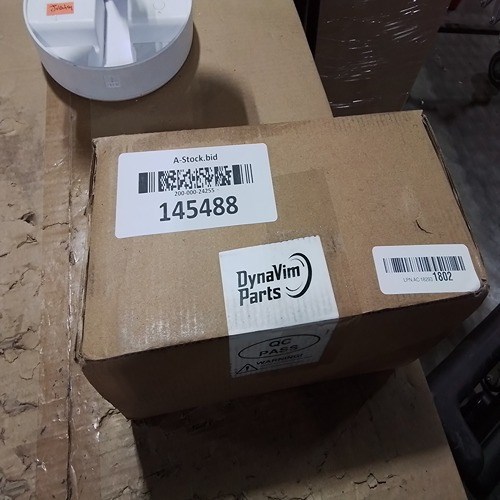 A-Stock.bid
200-000-24255
145488
DynaVim
Parts
QC
PASS
1802